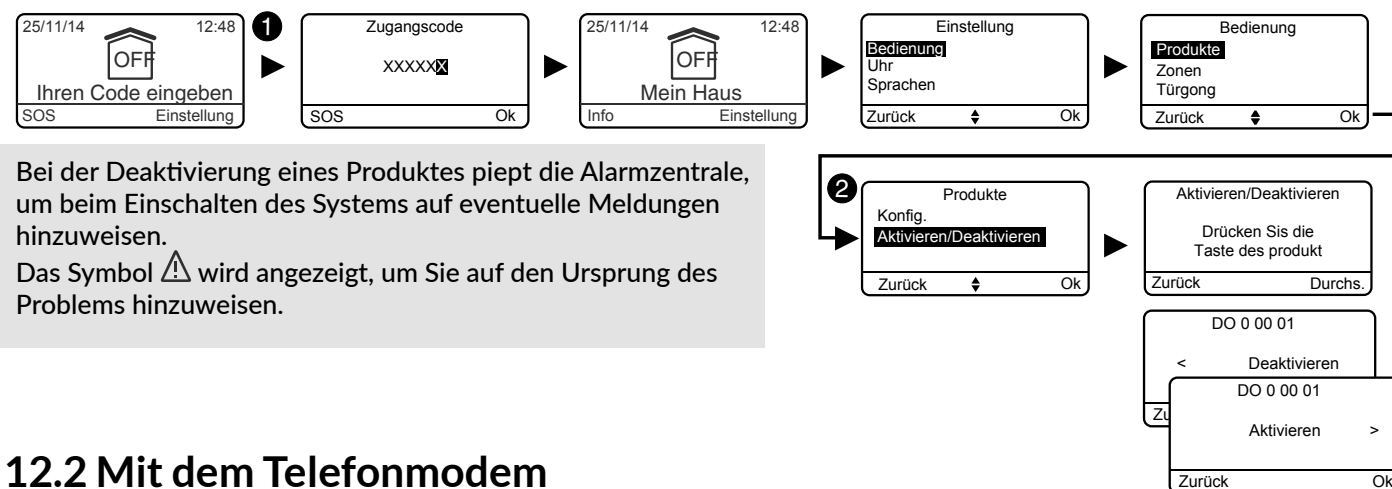 25/11/14 12:48
OFF
Ihren Code eingeben
SOS Einstellung
1
Zugangscode
XXXXXX
SOS Ok
25/11/14 12:48
OFF
Mein Haus
Info Einstellung
Einstellung
Bedienung
Uhr
Sprachen
Zurück Ok
Bedienung
Produkte
Zonen
Türgong
Zurück Ok
Bei der Deaktivierung eines Produktes piept die Alarmzentrale,
um beim Einschalten des Systems auf eventuelle Meldungen
hinzuweisen.
Das Symbol ⚠ wird angezeigt, um Sie auf den Ursprung des
Problems hinzuweisen.
2
Produkte
Konfig.
Aktivieren/Deaktivieren
Zurück Ok
Aktivieren/Deaktivieren
Drücken Sis die
Taste des produkt
Zurück Durchs.
DO 0 00 01
< Deaktivieren
Zu
DO 0 00 01
Aktivieren >
Zurück Ok
12.2 Mit dem Telefonmodem